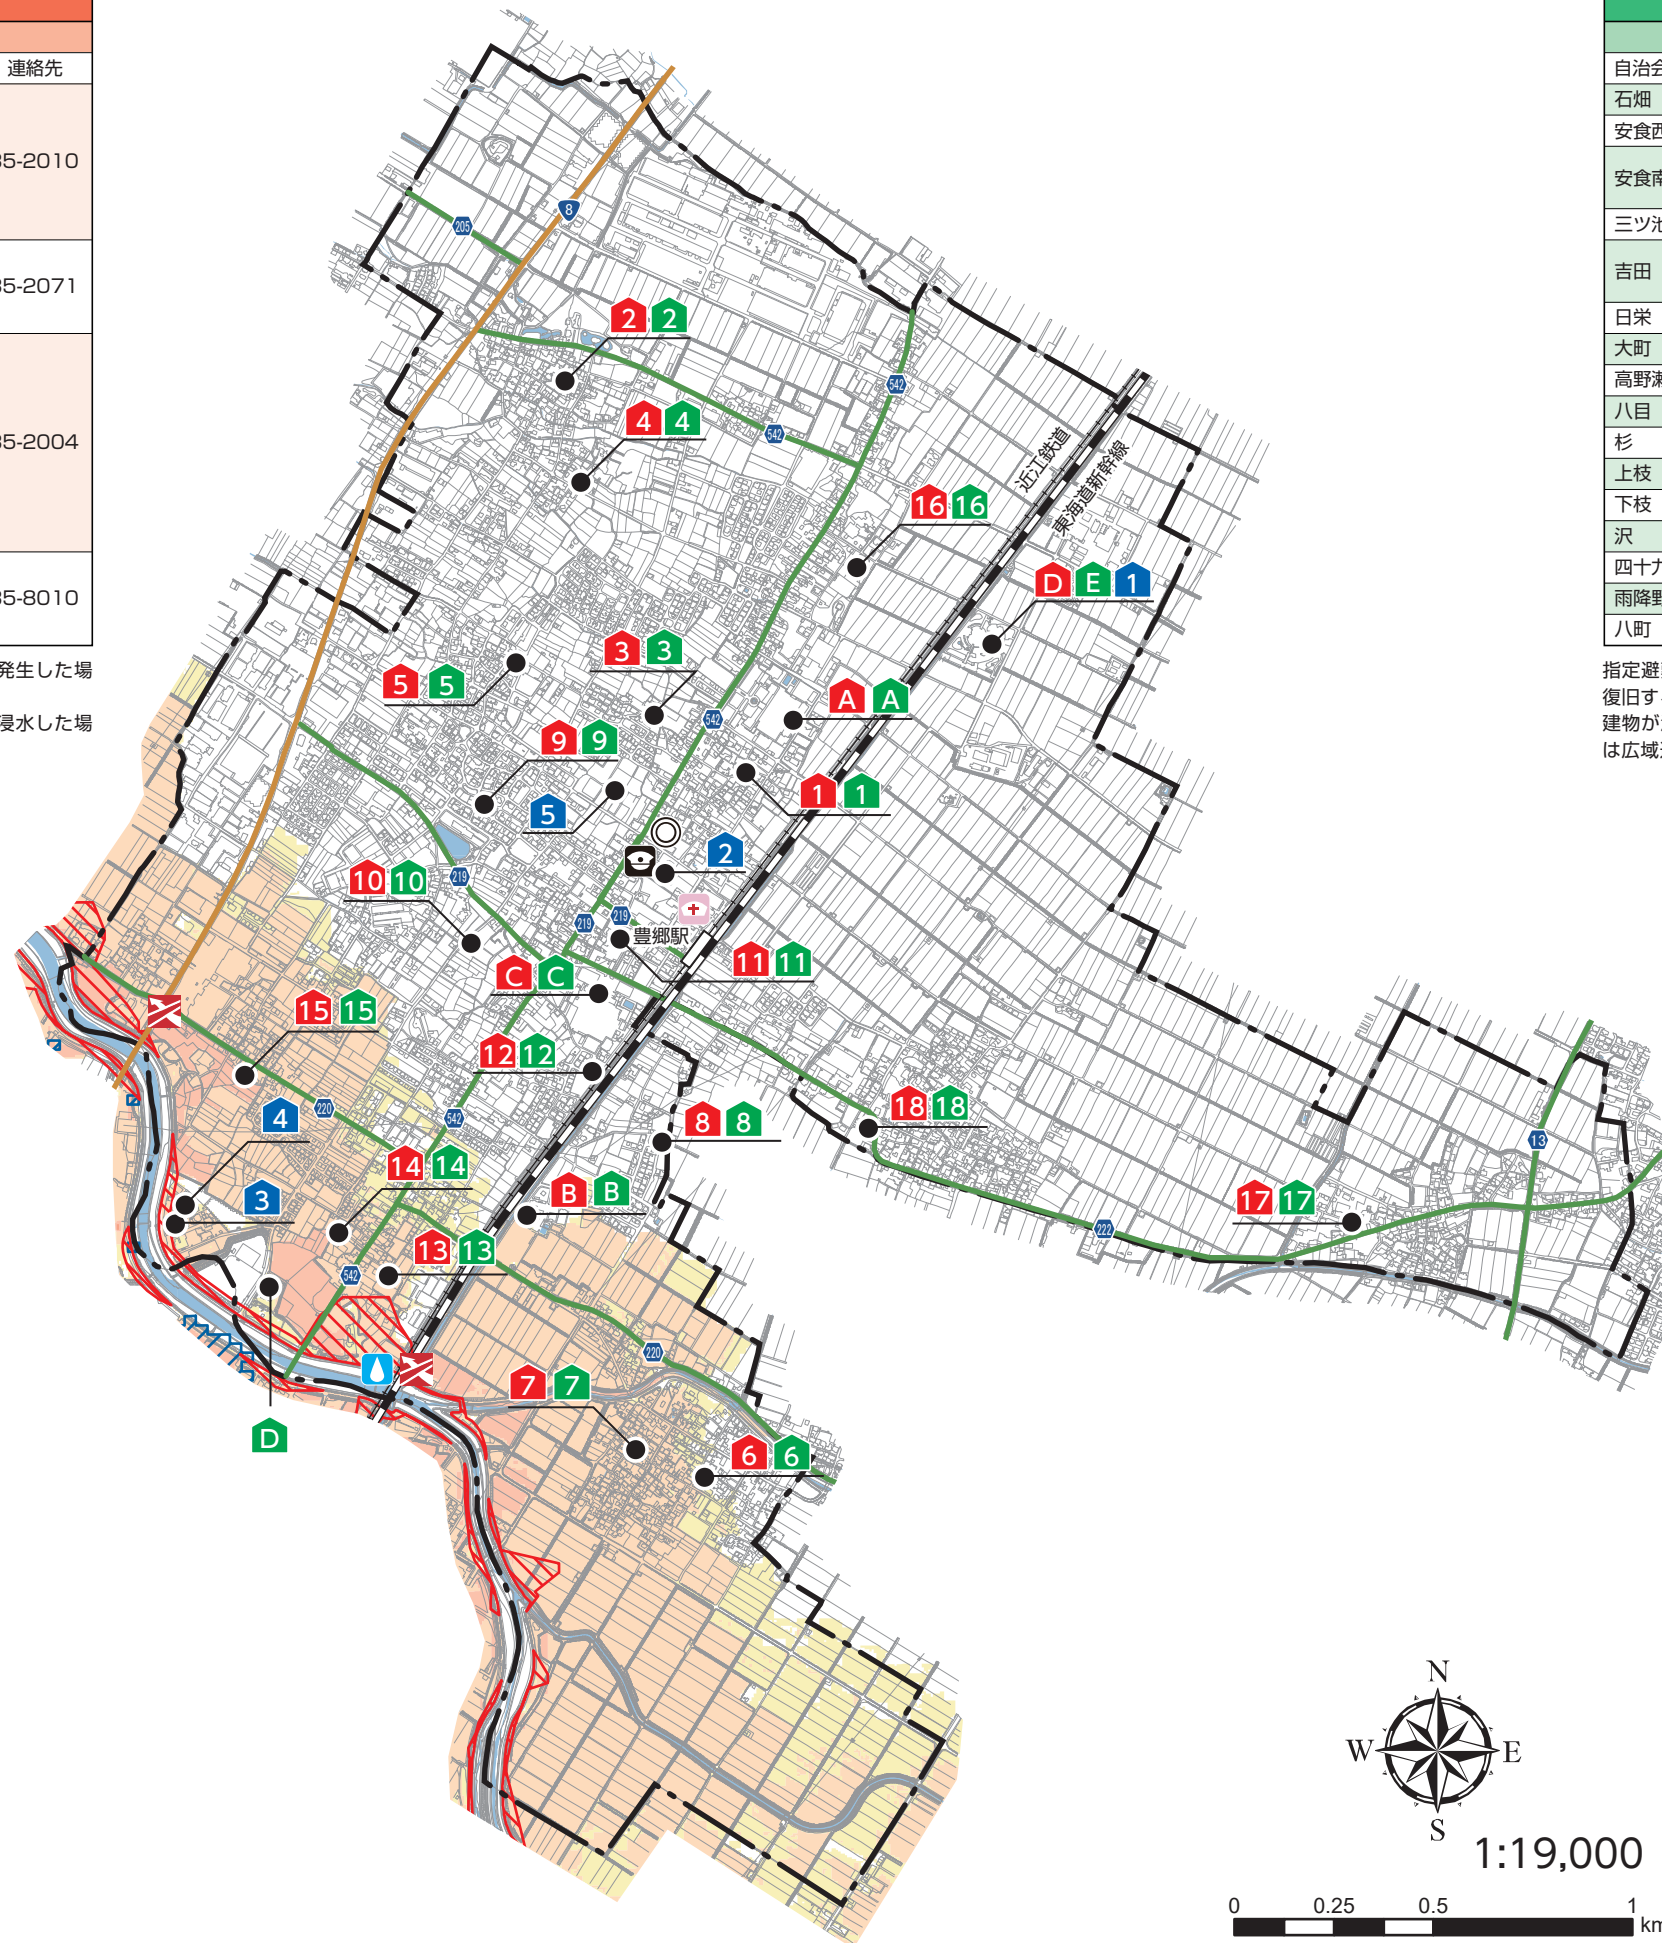 連絡先
35-2010
35-2071
35-2004
35-8010
発生した場
浸水した場
自治会
石畑
安食西
安食南
三ツ池
吉田
日栄
大町
高野瀬
八目
杉
上枝
下枝
沢
四十九
雨降野
八町
指定避
復旧す
建物が
は広域
8
205
2 2
542
4 4
542
近江鉄道
東海道新幹線
16 16
D E 1
3 3
5 5
A A
542
9 9
5
1 1
2
10 10
219
219
219
豊郷駅
11 11
C C
15 15
12 12
4
220
542
8 8
18 18
13
14 14
3
B B
17 17
222
13 13
542
220
7 7
D
6 6
N
W E
S
1:19,000
0 0.25 0.5 1
km